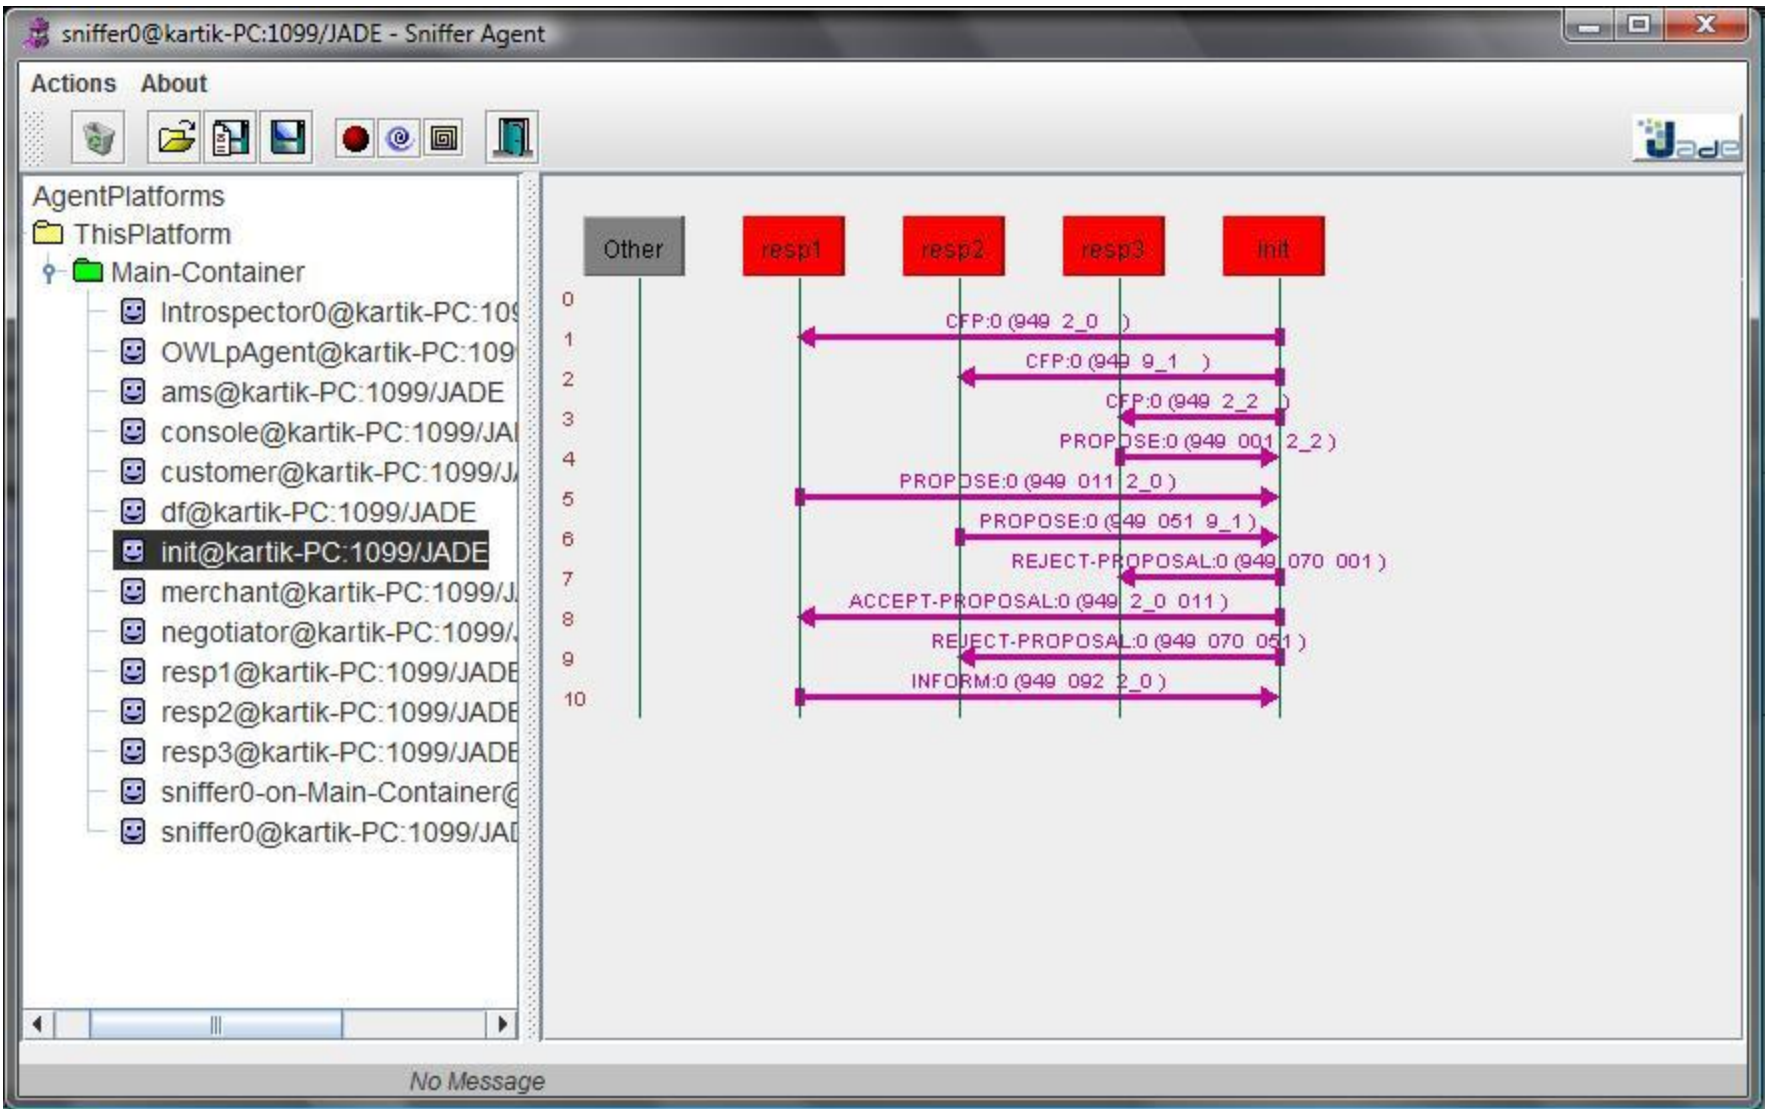 sniffer0@kartik-PC:1099/JADE - Sniffer Agent
Actions About
Jade
AgentPlatforms
ThisPlatform
Main-Container
Introspector0@kartik-PC:109
OWLpAgent@kartik-PC:109
ams@kartik-PC:1099/JADE
console@kartik-PC:1099/JA
customer@kartik-PC:1099/J
df@kartik-PC:1099/JADE
init@kartik-PC:1099/JADE
merchant@kartik-PC:1099/J
negotiator@kartik-PC:1099/
resp1@kartik-PC:1099/JADE
resp2@kartik-PC:1099/JADE
resp3@kartik-PC:1099/JADE
sniffer0-on-Main-Container@
sniffer0@kartik-PC:1099/JAD
Other resp1 resp2 resp3 init
0
CFP:0 (949 2_0 )
1
CFP:0 (949 9_1 )
2
CFP:0 (949 2_2 )
3
PROPOSE:0 (949 001 2_2 )
4
PROPOSE:0 (949 011 2_0 )
5
PROPOSE:0 (949 051 9_1 )
6
REJECT-PROPOSAL:0 (949 070 001 )
7
ACCEPT-PROPOSAL:0 (949 2_0 011 )
8
REJECT-PROPOSAL:0 (949 070 051 )
9
INFORM:0 (949 092 2_0 )
10
No Message